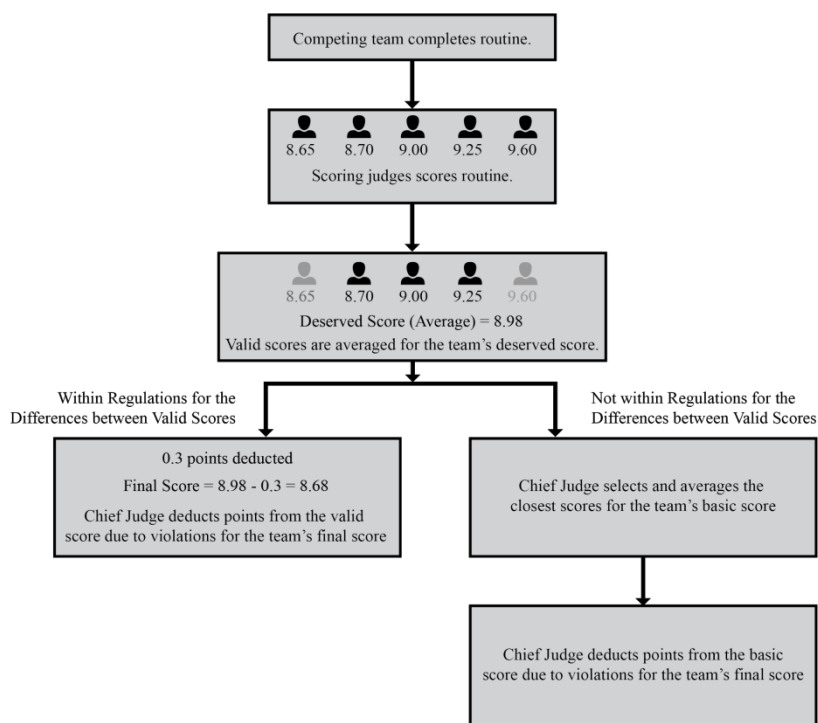 Competing team completes routine.
8.65 8.70 9.00 9.25 9.60
Scoring judges scores routine.
8.65 8.70 9.00 9.25 9.60
Deserved Score (Average) = 8.98
Valid scores are averaged for the team's deserved score.
Within Regulations for the
Differences between Valid Scores
Not within Regulations for the
Differences between Valid Scores
0.3 points deducted
Final Score = 8.98 - 0.3 = 8.68
Chief Judge deducts points from the valid
score due to violations for the team's final score
Chief Judge selects and averages the
closest scores for the team's basic score
Chief Judge deducts points from the basic
score due to violations for the team's final score